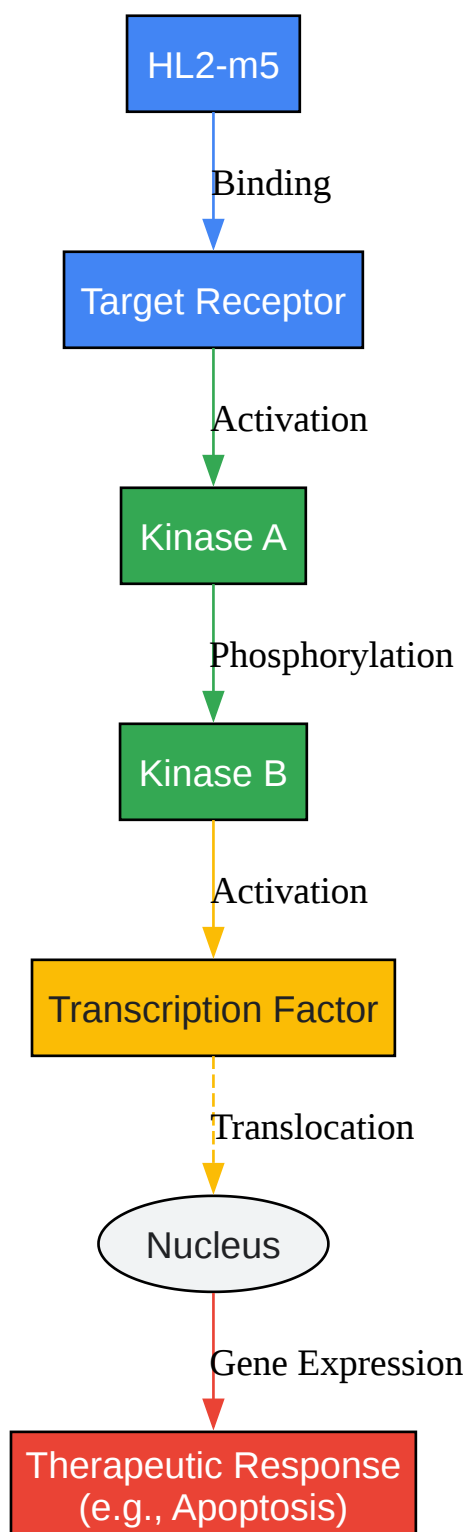 HL2-m5
Binding
Target Receptor
Activation
Kinase A
Phosphorylation
Kinase B
Activation
Transcription Factor
Translocation
Nucleus
Gene Expression
Therapeutic Response
(e.g., Apoptosis)